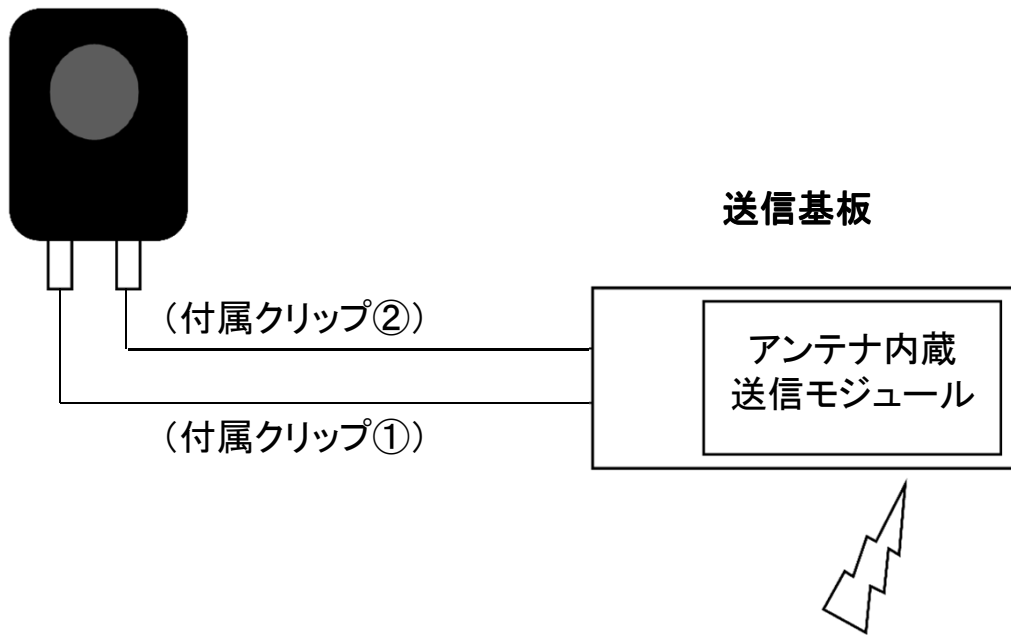 送信基板
（付属クリップ②）
アンテナ内蔵
送信モジュール
（付属クリップ①）